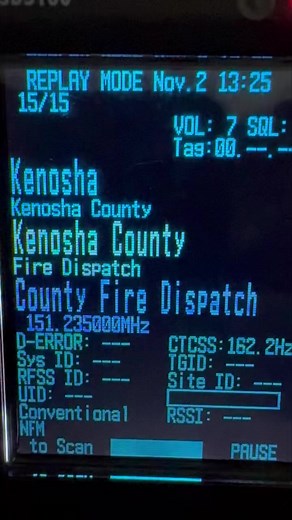 REPLAY MODE Nov.2 13:25
15/15
VOL: 7 SQL:
Tag:00.--.-
Kenosha
Kenosha County
Kenosha County
Fire Dispatch
County Fire Dispatch
151.235000MHz
D-ERROR: --- CTCSS:162.2Hz
Sys ID: --- TGID: ---
RFSS ID: --- Site ID: ---
UID: ---
Conventional RSSI: ---
NFM
to Scan PAUSE